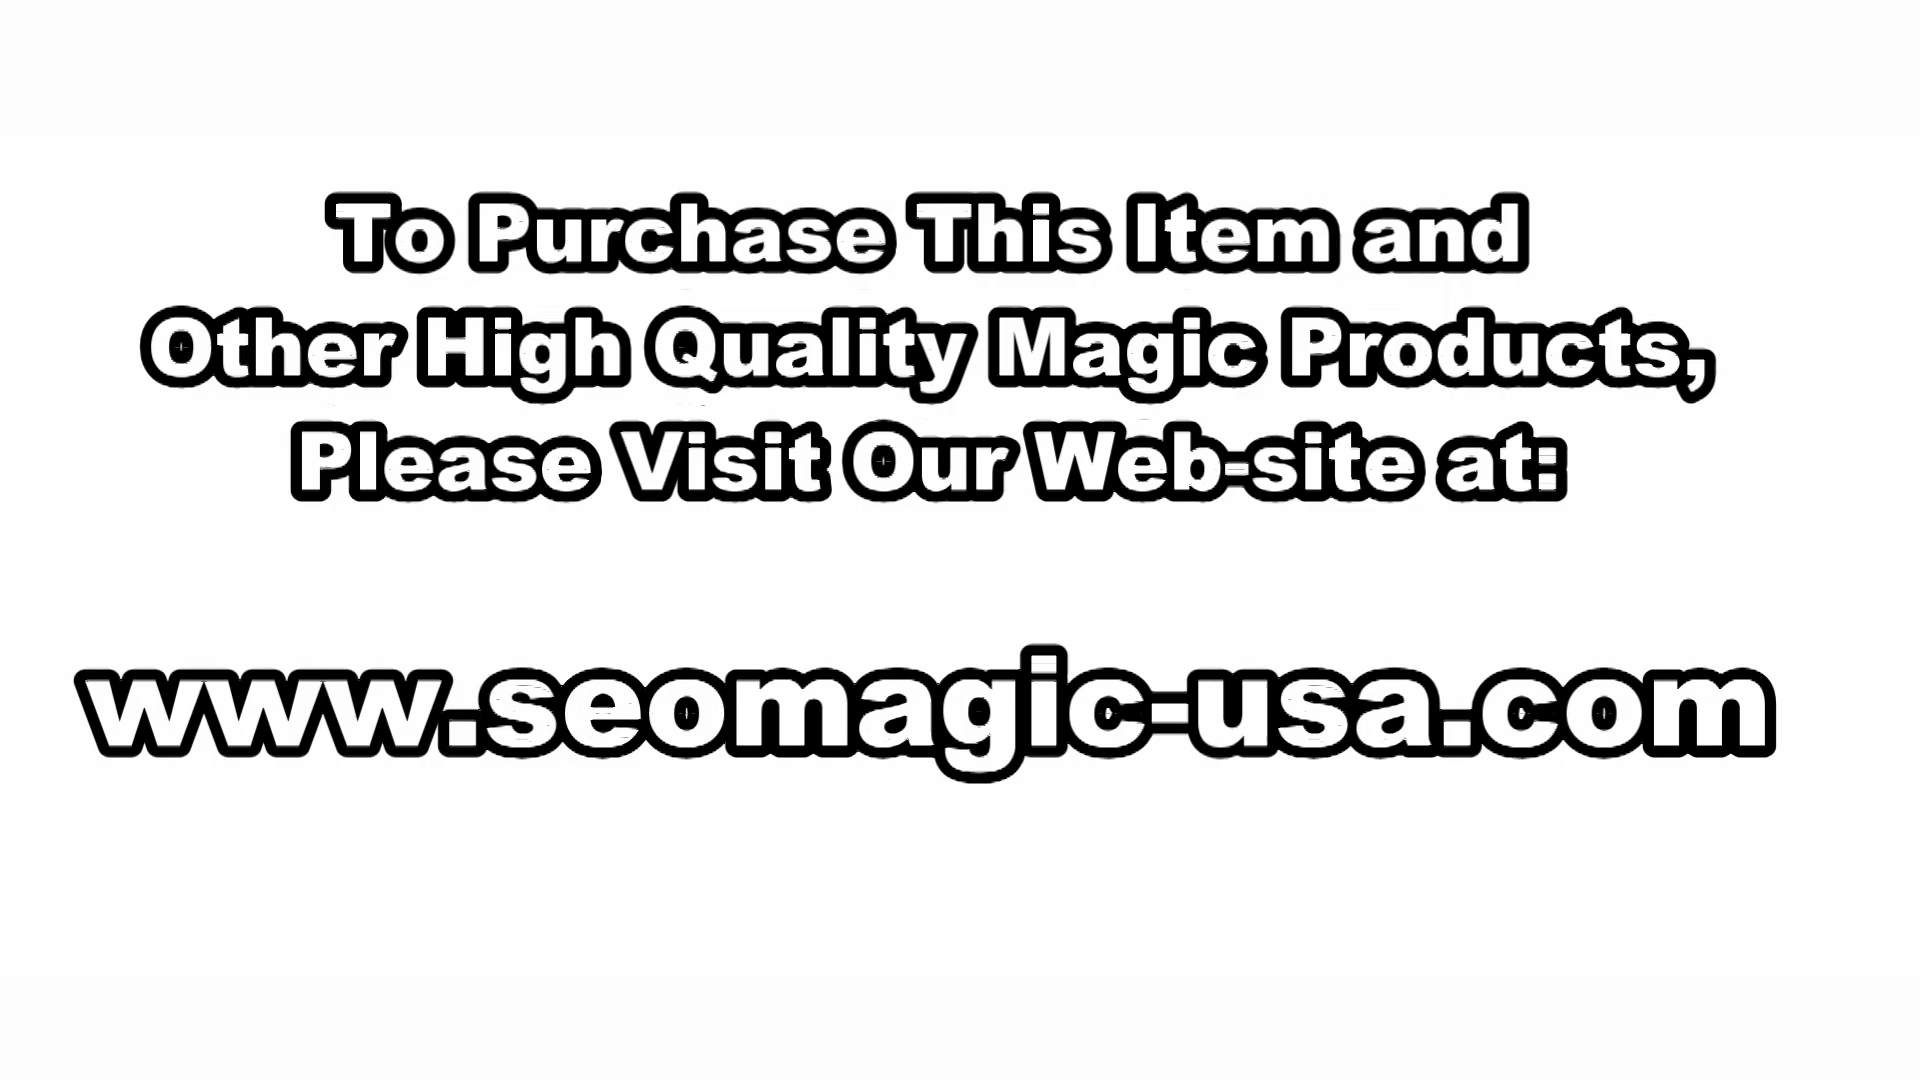 To Purchase This Item and
Other High Quality Magic Products,
Please Visit Our Web-site at:
www.seomagic-usa.com